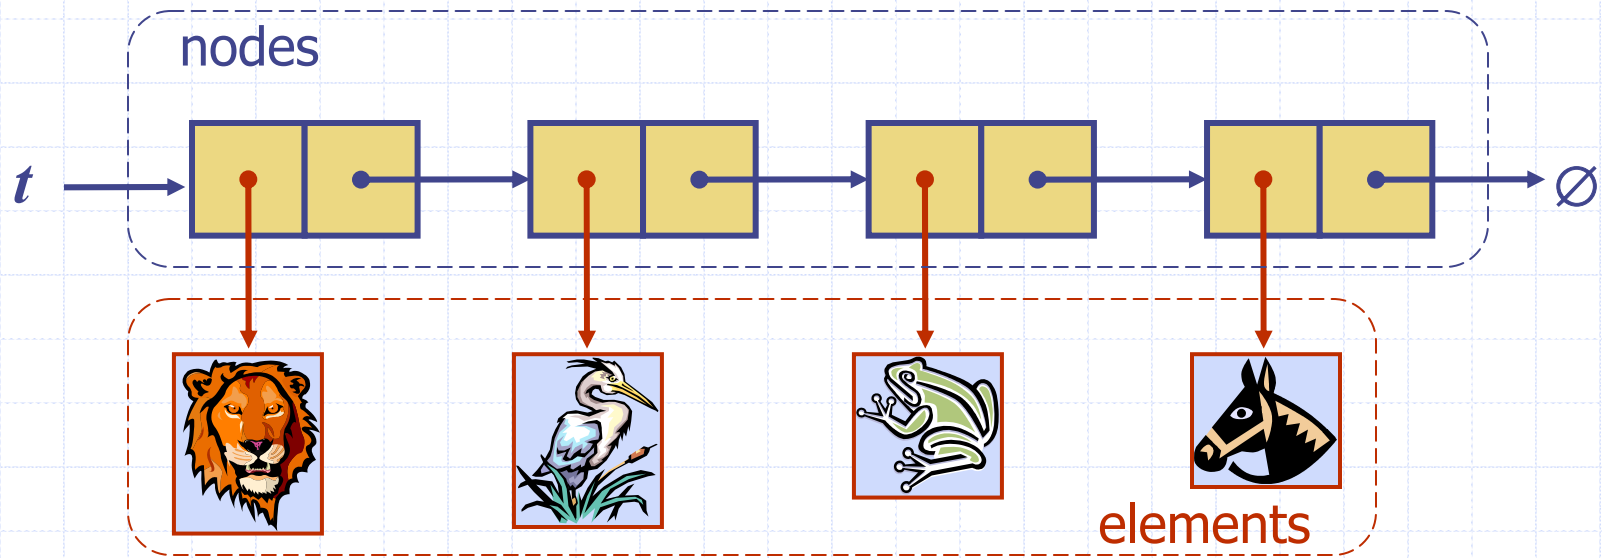 nodes
t
∅
elements